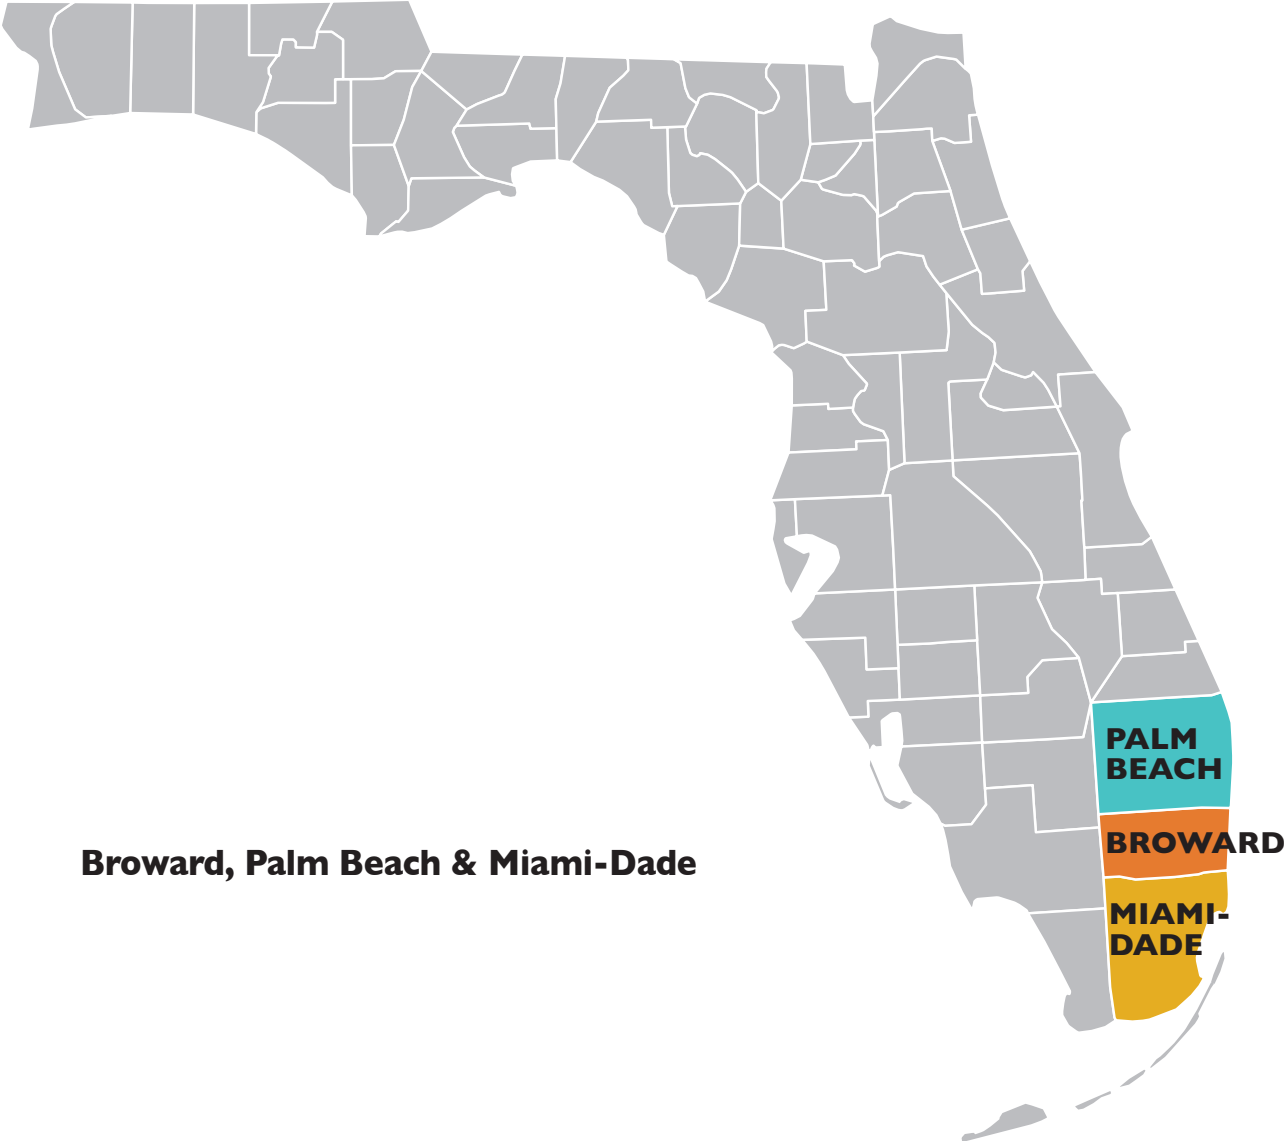 PALM
BEACH
BROWARD
Broward, Palm Beach & Miami-Dade
MIAMI-
DADE